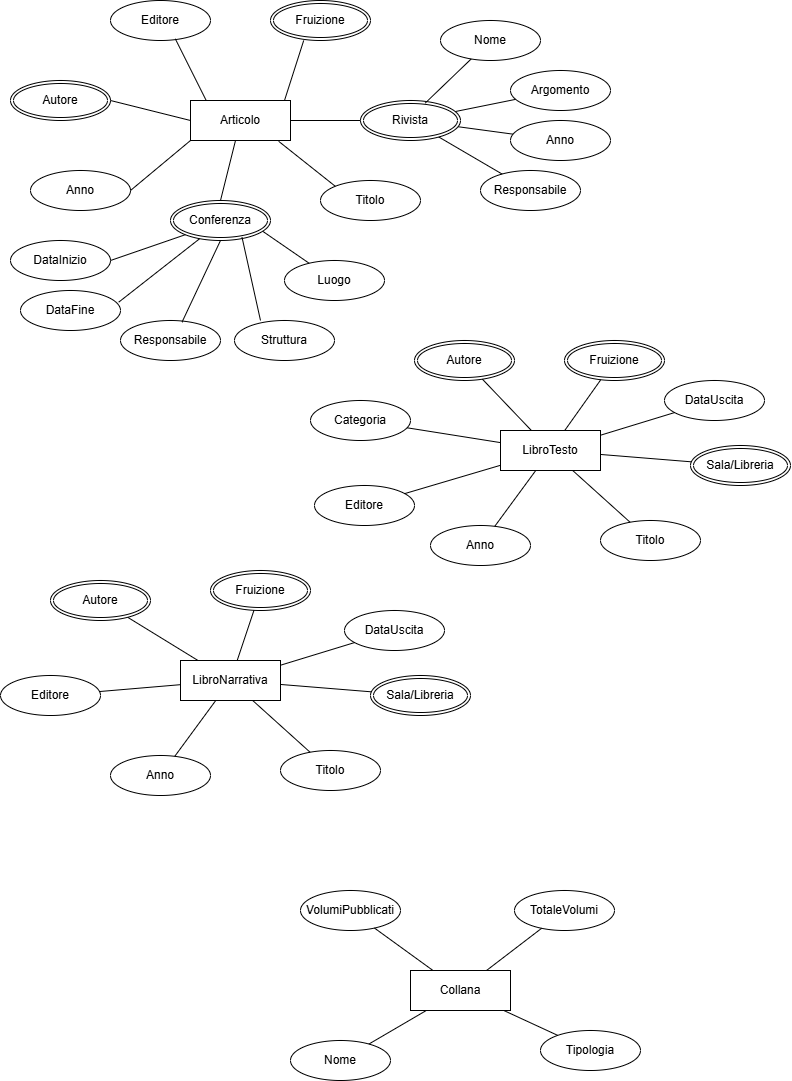 Editore
Fruizione
Nome
Autore
Argomento
Articolo
Rivista
Anno
Anno
Responsabile
Titolo
Conferenza
DataInizio
Luogo
DataFine
Responsabile
Struttura
Autore
Fruizione
DataUscita
Categoria
LibroTesto
Sala/Libreria
Editore
Anno
Titolo
Autore
Fruizione
DataUscita
LibroNarrativa
Editore
Sala/Libreria
Anno
Titolo
VolumiPubblicati
TotaleVolumi
Collana
Nome
Tipologia